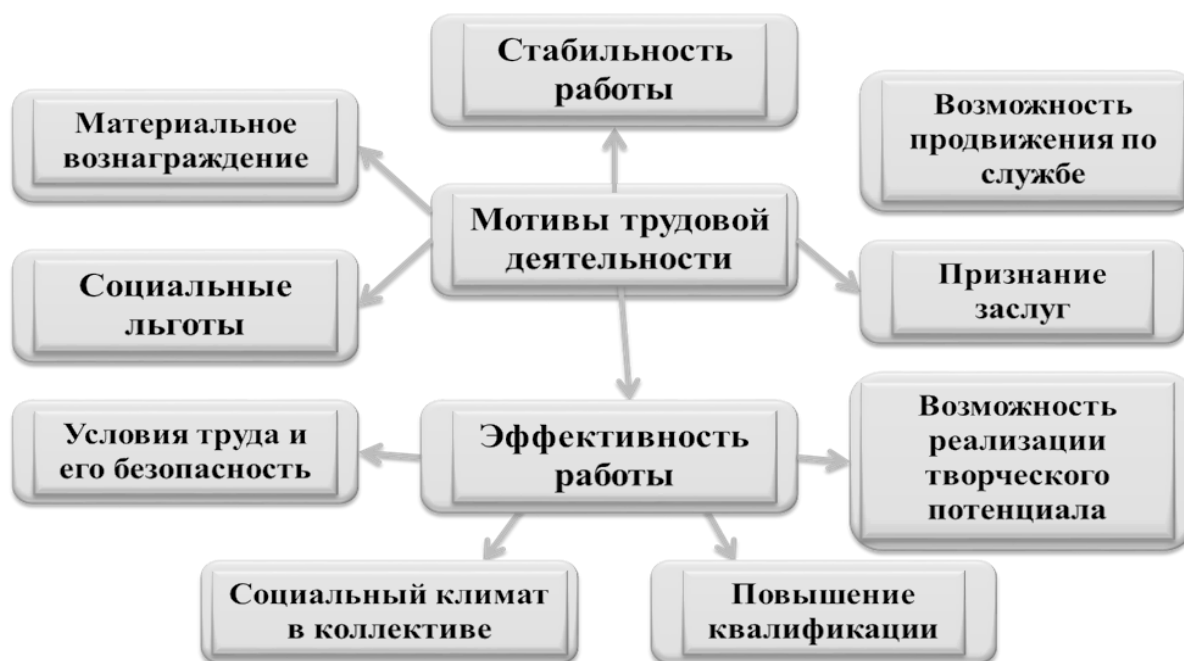 Стабильность
работы
Материальное
вознаграждение
Возможность
продвижения по
службе
Мотивы трудовой
деятельности
Социальные
льготы
Признание
заслуг
Условия труда и
его безопасность
Эффективность
работы
Возможность
реализации
творческого
потенциала
Социальный климат
в коллективе
Повышение
квалификации